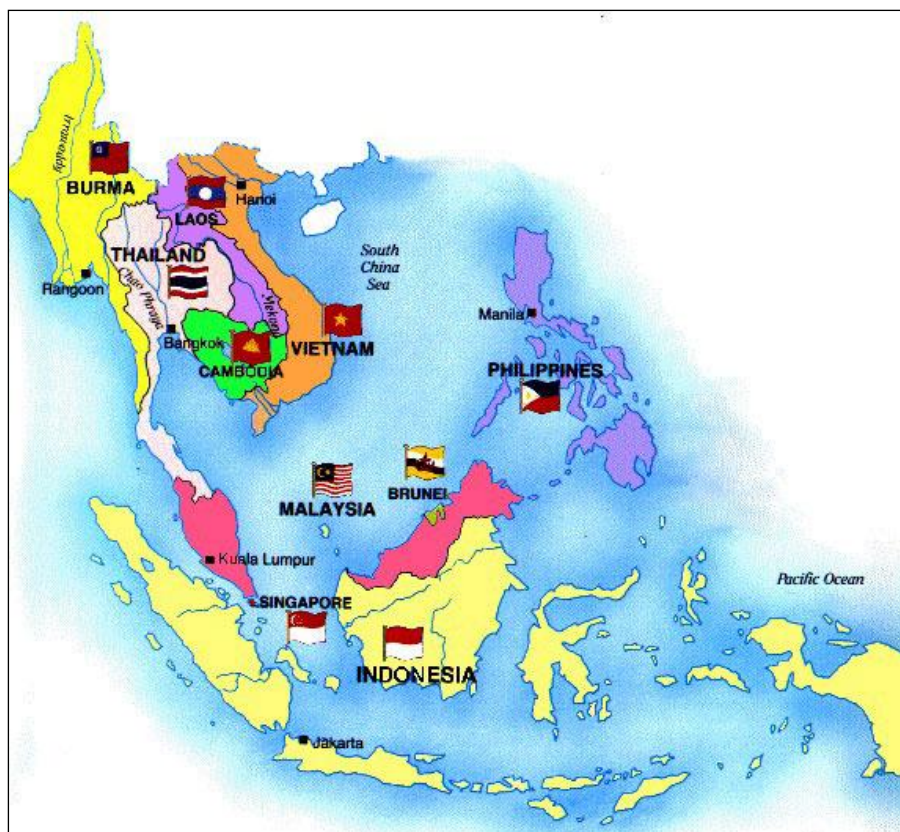 Irrawaddy
BURMA
LAOS
Hanoi
THAILAND
South
China
Sea
Rangoon
Chao Phraya
Mekong
Manila
Bangkok
VIETNAM
CAMBODIA
PHILIPPINES
BRUNEI
MALAYSIA
Kuala Lumpur
Pacific Ocean
SINGAPORE
INDONESIA
Jakarta